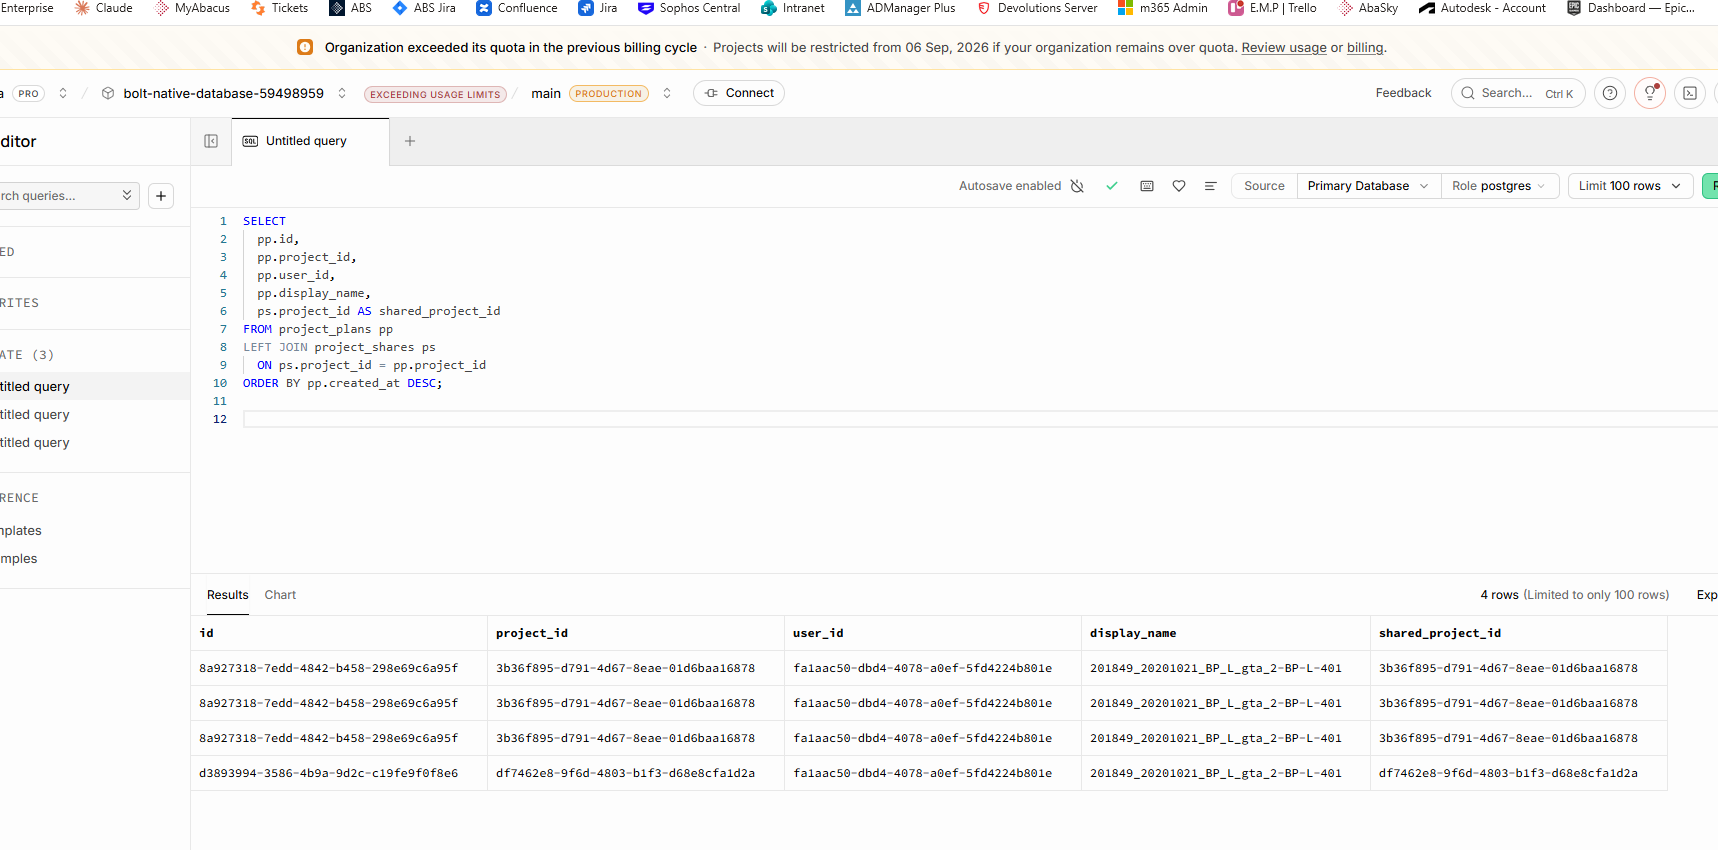 Enterprise Claude MyAbacus Tickets ABS ABS Jira Confluence Jira Sophos Central Intranet ADManager Plus Devolutions Server m365 Admin E.M.P | Trello AbaSky Autodesk - Account Dashboard — Epic...
Organization exceeded its quota in the previous billing cycle · Projects will be restricted from 06 Sep, 2026 if your organization remains over quota. Review usage or billing.
a PRO / bolt-native-database-59498959 EXCEEDING USAGE LIMITS / main PRODUCTION Connect Feedback Search... Ctrl K
ditor
SQL Untitled query
rch queries...
Autosave enabled Source Primary Database Role postgres Limit 100 rows R
ED
RITES
ATE (3)
titled query
titled query
titled query
RENCE
mplates
mples
1 SELECT
2 pp.id,
3 pp.project_id,
4 pp.user_id,
5 pp.display_name,
6 ps.project_id AS shared_project_id
7 FROM project_plans pp
8 LEFT JOIN project_shares ps
9 ON ps.project_id = pp.project_id
10 ORDER BY pp.created_at DESC;
11
12
Results Chart 4 rows (Limited to only 100 rows) Exp
id project_id user_id display_name shared_project_id
8a927318-7edd-4842-b458-298e69c6a95f 3b36f895-d791-4d67-8eae-01d6baa16878 fa1aac50-dbd4-4078-a0ef-5fd4224b801e 201849_20201021_BP_L_gta_2-BP-L-401 3b36f895-d791-4d67-8eae-01d6baa16878
8a927318-7edd-4842-b458-298e69c6a95f 3b36f895-d791-4d67-8eae-01d6baa16878 fa1aac50-dbd4-4078-a0ef-5fd4224b801e 201849_20201021_BP_L_gta_2-BP-L-401 3b36f895-d791-4d67-8eae-01d6baa16878
8a927318-7edd-4842-b458-298e69c6a95f 3b36f895-d791-4d67-8eae-01d6baa16878 fa1aac50-dbd4-4078-a0ef-5fd4224b801e 201849_20201021_BP_L_gta_2-BP-L-401 3b36f895-d791-4d67-8eae-01d6baa16878
d3893994-3586-4b9a-9d2c-c19fe9f0f8e6 df7462e8-9f6d-4803-b1f3-d68e8cfa1d2a fa1aac50-dbd4-4078-a0ef-5fd4224b801e 201849_20201021_BP_L_gta_2-BP-L-401 df7462e8-9f6d-4803-b1f3-d68e8cfa1d2a